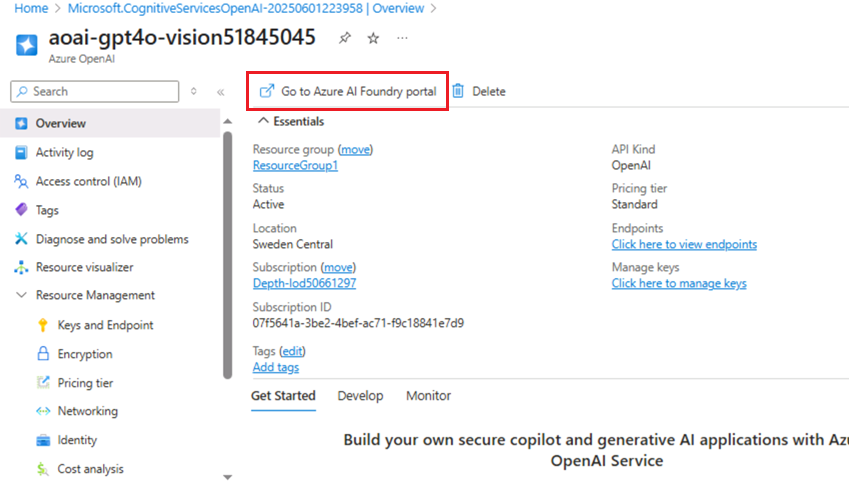 Home > Microsoft.CognitiveServicesOpenAI-20250601223958 | Overview >
aoai-gpt4o-vision51845045
Azure OpenAI
Search
Go to Azure AI Foundry portal
Delete
Overview
Activity log
Access control (IAM)
Tags
Diagnose and solve problems
Resource visualizer
Resource Management
Keys and Endpoint
Encryption
Pricing tier
Networking
Identity
Cost analysis
Essentials
Resource group (move)
ResourceGroup1
Status
Active
Location
Sweden Central
Subscription (move)
Depth-lod50661297
Subscription ID
07f5641a-3be2-4bef-ac71-f9c18841e7d9
Tags (edit)
Add tags
API Kind
OpenAI
Pricing tier
Standard
Endpoints
Click here to view endpoints
Manage keys
Click here to manage keys
Get Started Develop Monitor
Build your own secure copilot and generative AI applications with Azu
OpenAI Service